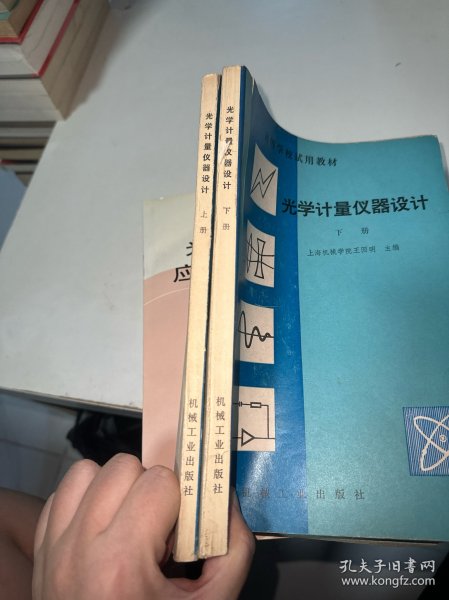 光学计量仪器设计 上册
机械工业出版社
光学计量仪器设计 下册
机械工业出版社
高等学校试用教材
光学计量仪器设计
下 册
上海机械学院王因明 主编
机械工业出版社
应
孔夫子旧书网
www.kongfz.com